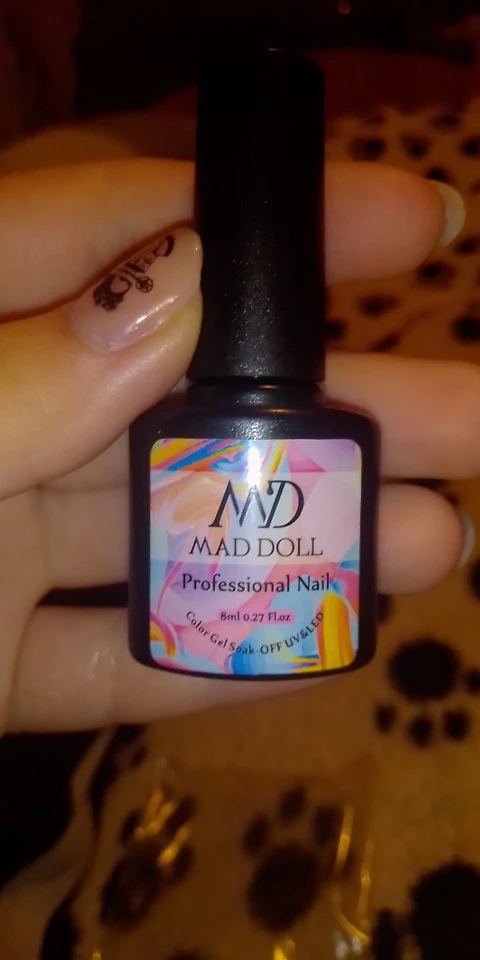 MD
MAD DOLL
Professional Nail
8ml 0.27 Fl.oz
Color Gel Soak-OFF UV&LED